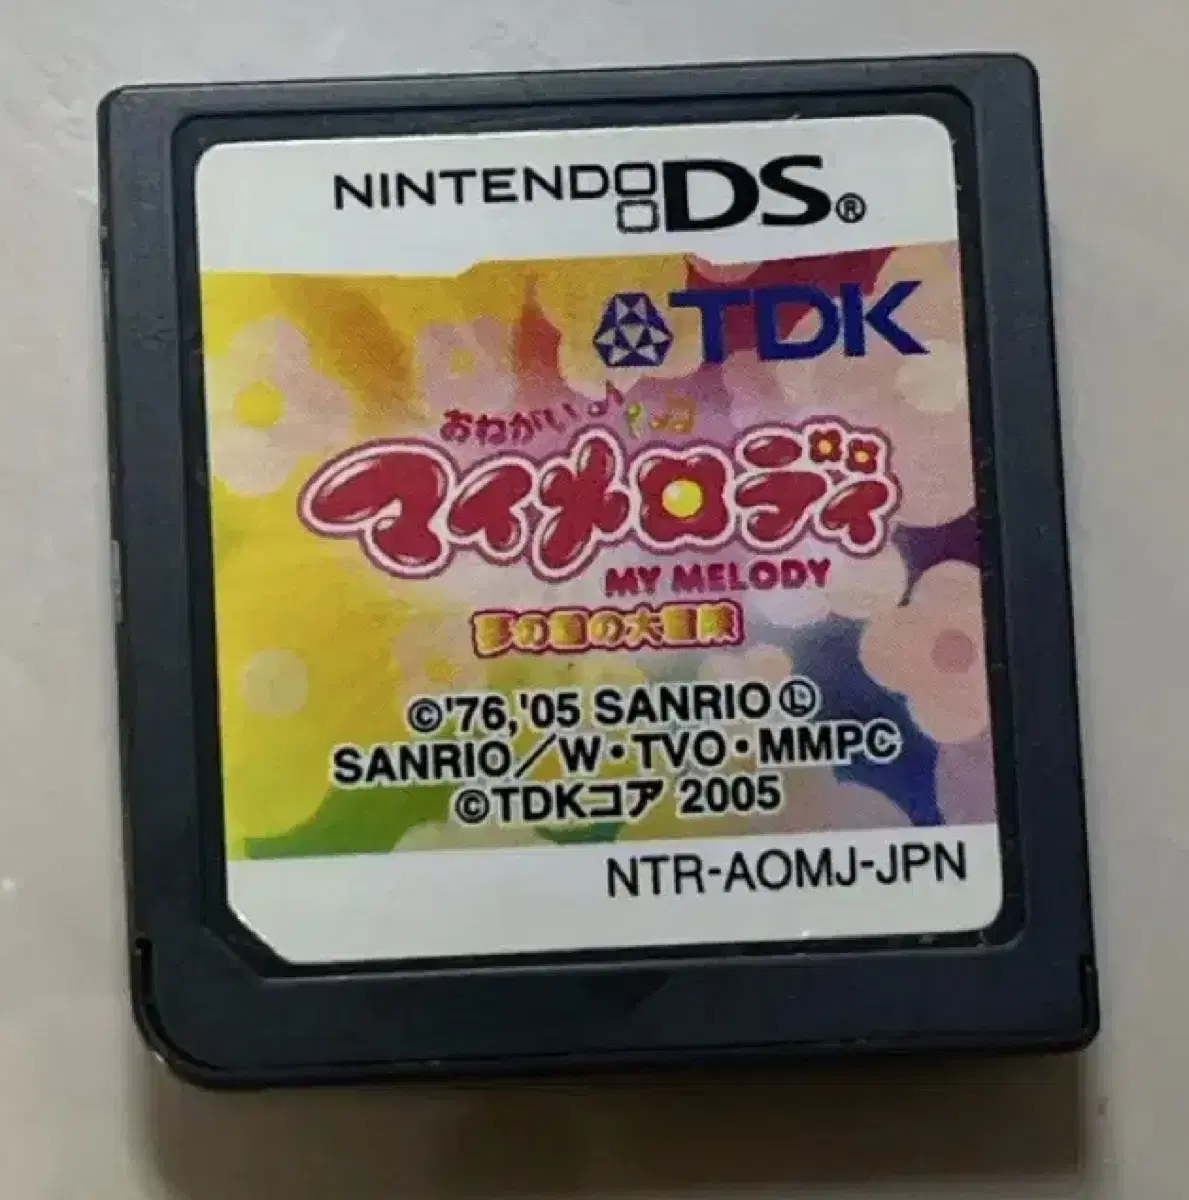 NINTENDO DS®
TDK
おねがい♪
マイメロディ
MY MELODY
夢の国の大冒険
©'76,'05 SANRIO Ⓛ
SANRIO／W・TVO・MMPC
©TDKコア 2005
NTR-AOMJ-JPN